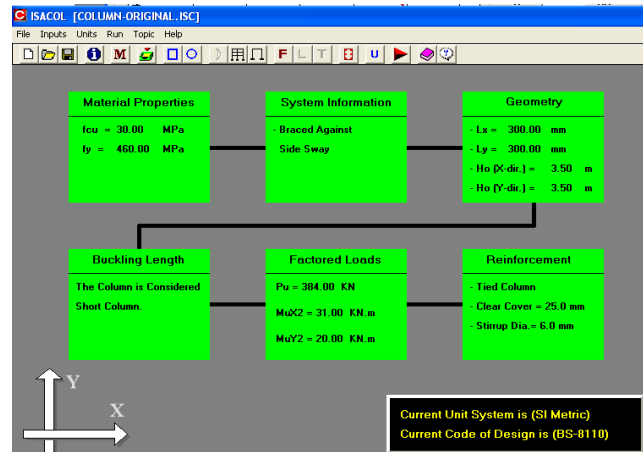 ISACOL [COLUMN-ORIGINAL.ISC]
File Inputs Units Run Topic Help
M F L T U
Material Properties
fcu = 30.00 MPa
fy = 460.00 MPa
System Information
- Braced Against
Side Sway
Geometry
- Lx = 300.00 mm
- Ly = 300.00 mm
- Ho (X-dir.) = 3.50 m
- Ho (Y-dir.) = 3.50 m
Buckling Length
The Column is Considered
Short Column.
Factored Loads
Pu = 384.00 KN
MuX2 = 31.00 KN.m
MuY2 = 20.00 KN.m
Reinforcement
- Tied Column
- Clear Cover = 25.0 mm
- Stirrup Dia.= 6.0 mm
Y
X
Current Unit System is (SI Metric)
Current Code of Design is (BS-8110)